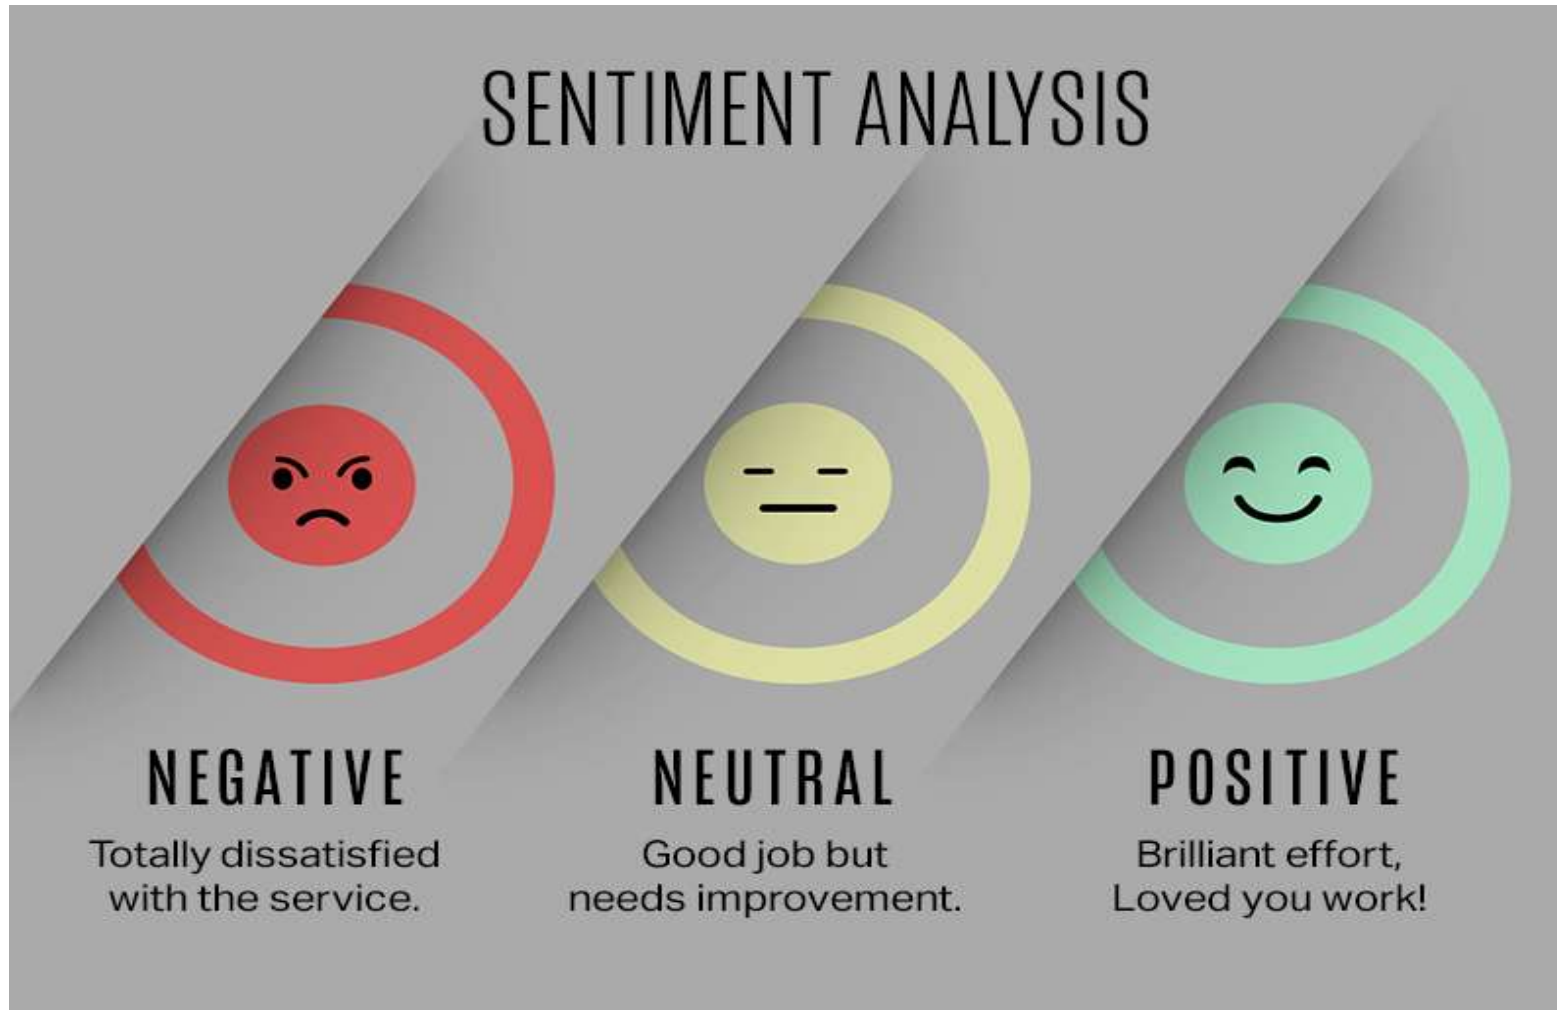 SENTIMENT ANALYSIS
NEGATIVE
Totally dissatisfied
with the service.
NEUTRAL
Good job but
needs improvement.
POSITIVE
Brilliant effort,
Loved you work!